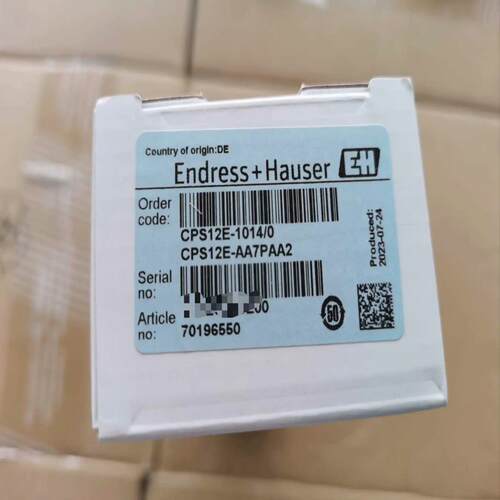 Country of origin:DE
Endress+Hauser EH
Order code:
CPS12E-1014/0
CPS12E-AA7PAA2
Serial no:
Article no:
70196550
50
Produced:
2023-07-24